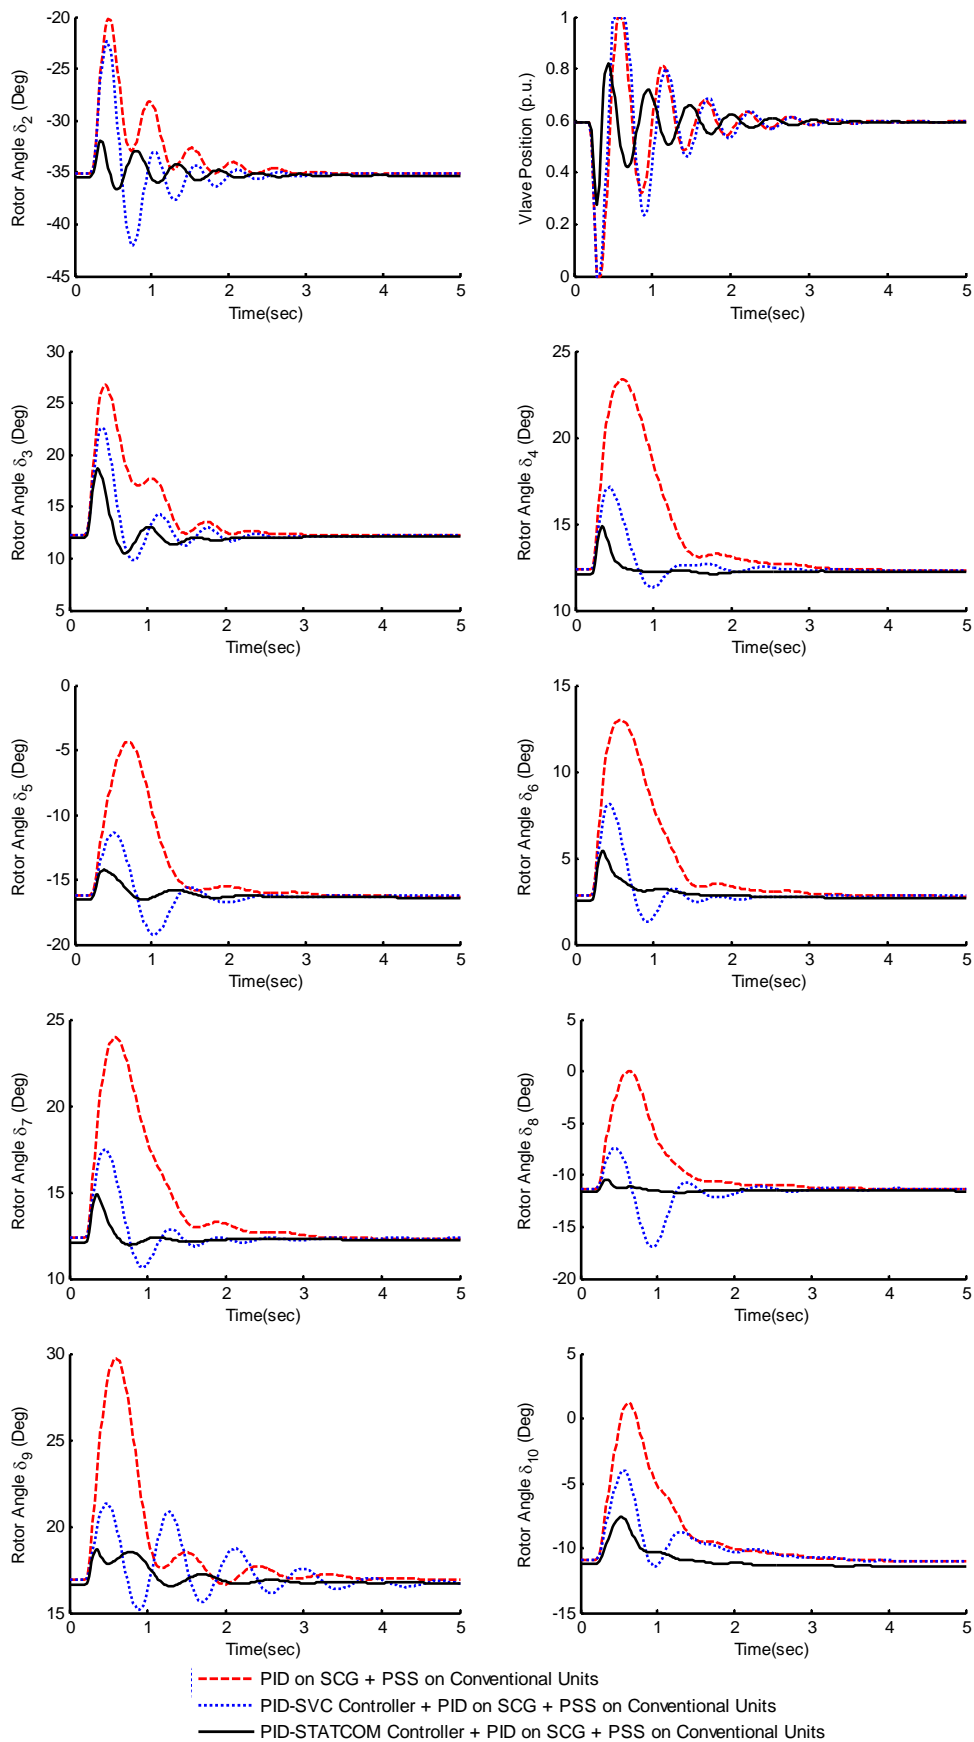 -20
-25
-30
-35
-40
-45
0 1 2 3 4 5
Time(sec)
Rotor Angle δ2 (Deg)
1
0.8
0.6
0.4
0.2
0
0 1 2 3 4 5
Time(sec)
Vlave Position (p.u.)
30
25
20
15
10
5
0 1 2 3 4 5
Time(sec)
Rotor Angle δ3 (Deg)
25
20
15
10
0 1 2 3 4 5
Time(sec)
Rotor Angle δ4 (Deg)
0
-5
-10
-15
-20
0 1 2 3 4 5
Time(sec)
Rotor Angle δ5 (Deg)
15
10
5
0
0 1 2 3 4 5
Time(sec)
Rotor Angle δ6 (Deg)
25
20
15
10
0 1 2 3 4 5
Time(sec)
Rotor Angle δ7 (Deg)
5
0
-5
-10
-15
-20
0 1 2 3 4 5
Time(sec)
Rotor Angle δ8 (Deg)
30
25
20
15
0 1 2 3 4 5
Time(sec)
Rotor Angle δ9 (Deg)
5
0
-5
-10
-15
0 1 2 3 4 5
Time(sec)
Rotor Angle δ10 (Deg)
PID on SCG + PSS on Conventional Units
PID-SVC Controller + PID on SCG + PSS on Conventional Units
PID-STATCOM Controller + PID on SCG + PSS on Conventional Units